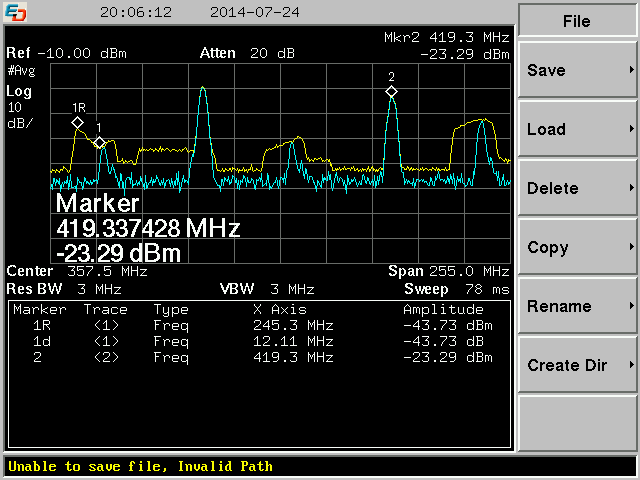 ED 20:06:12 2014-07-24
File
Mkr2 419.3 MHz
Ref -10.00 dBm Atten 20 dB -23.29 dBm
#Avg
Log
10
dB/
1R
1
2
Marker
419.337428 MHz
-23.29 dBm
Center 357.5 MHz Span 255.0 MHz
Res BW 3 MHz VBW 3 MHz Sweep 78 ms
Marker Trace Type X Axis Amplitude
1R <1> Freq 245.3 MHz -43.73 dBm
1d <1> Freq 12.11 MHz -43.73 dB
2 <2> Freq 419.3 MHz -23.29 dBm
Save
Load
Delete
Copy
Rename
Create Dir
Unable to save file, Invalid Path